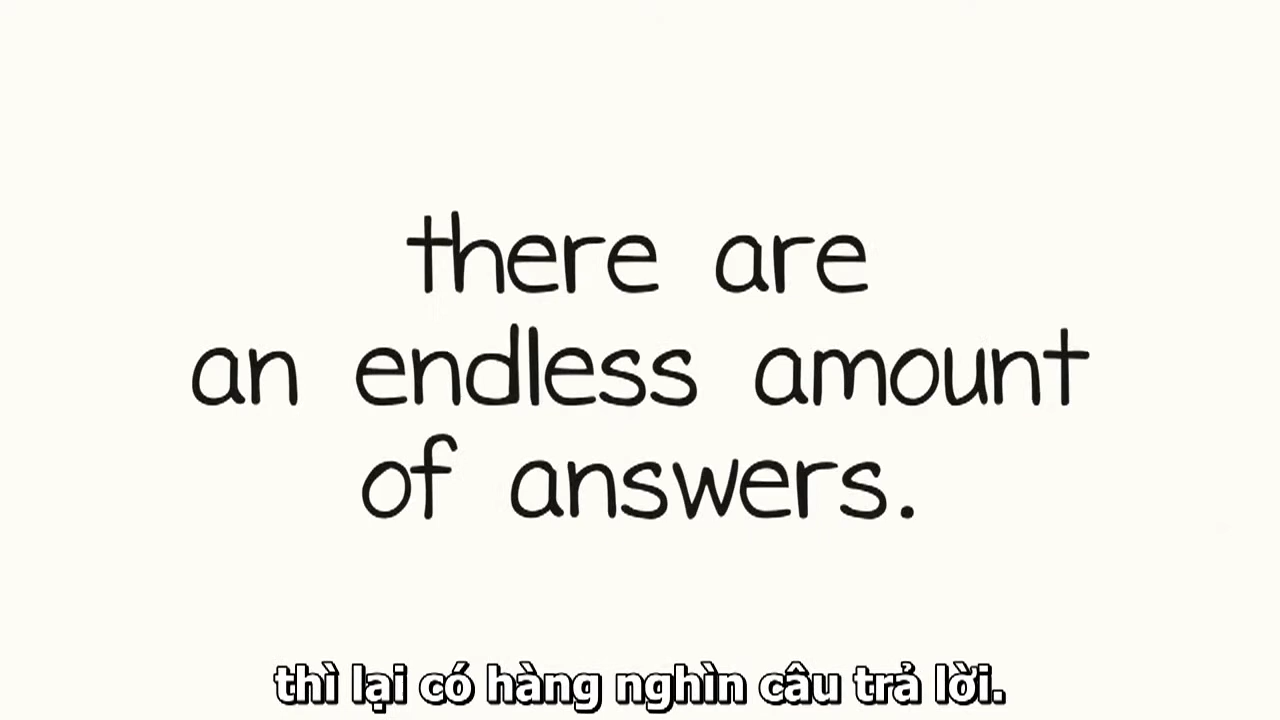 there are
an endless amount
of answers.
thì lại có hàng nghìn câu trả lời.